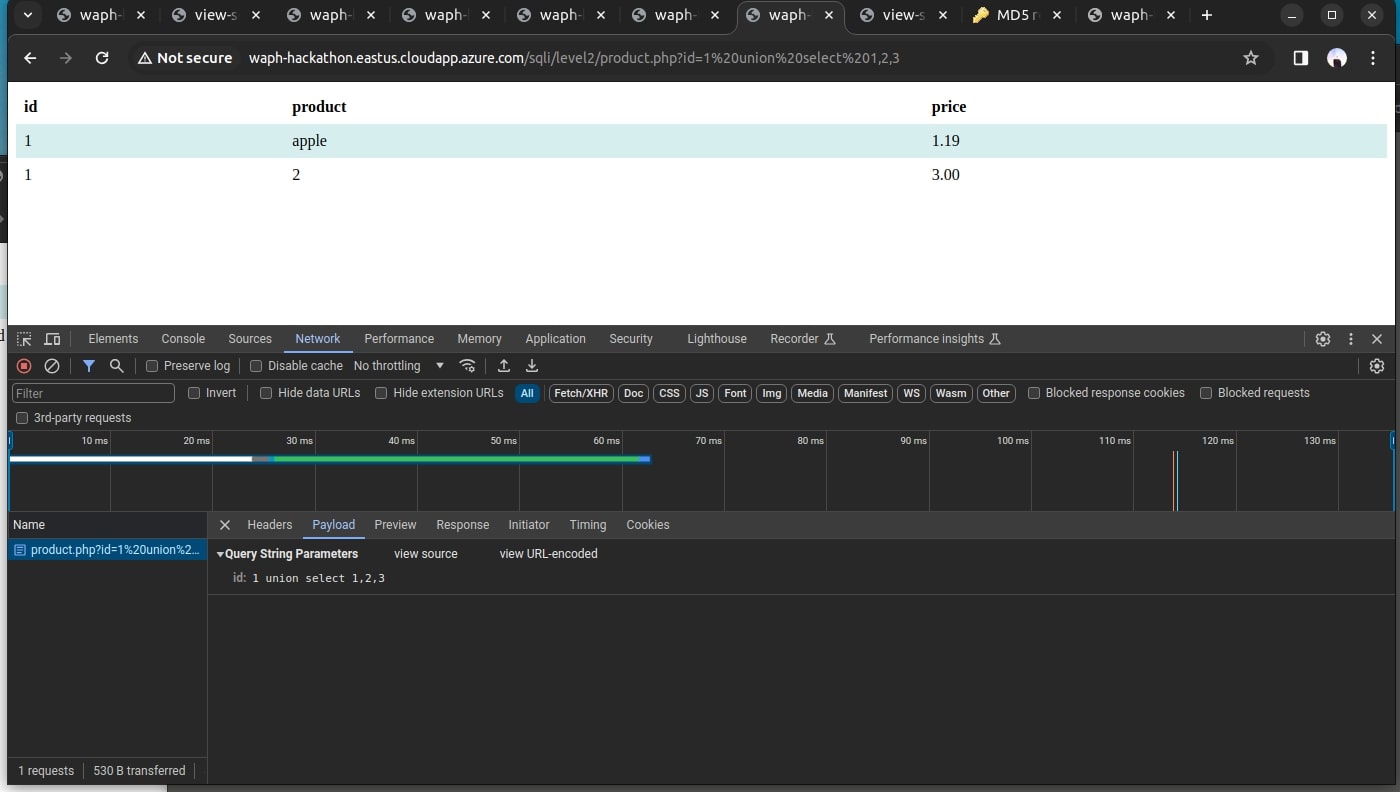 waph- view-s waph- waph- waph- waph- waph- view-s MD5 r waph-
Not secure waph-hackathon.eastus.cloudapp.azure.com/sqli/level2/product.php?id=1%20union%20select%201,2,3
id product price
1 apple 1.19
1 2 3.00
Elements Console Sources Network Performance Memory Application Security Lighthouse Recorder Performance insights
Preserve log Disable cache No throttling
Filter Invert Hide data URLs Hide extension URLs All Fetch/XHR Doc CSS JS Font Img Media Manifest WS Wasm Other Blocked response cookies Blocked requests
3rd-party requests
10 ms 20 ms 30 ms 40 ms 50 ms 60 ms 70 ms 80 ms 90 ms 100 ms 110 ms 120 ms 130 ms
Name Headers Payload Preview Response Initiator Timing Cookies
product.php?id=1%20union%2... Query String Parameters view source view URL-encoded
id: 1 union select 1,2,3
1 requests 530 B transferred